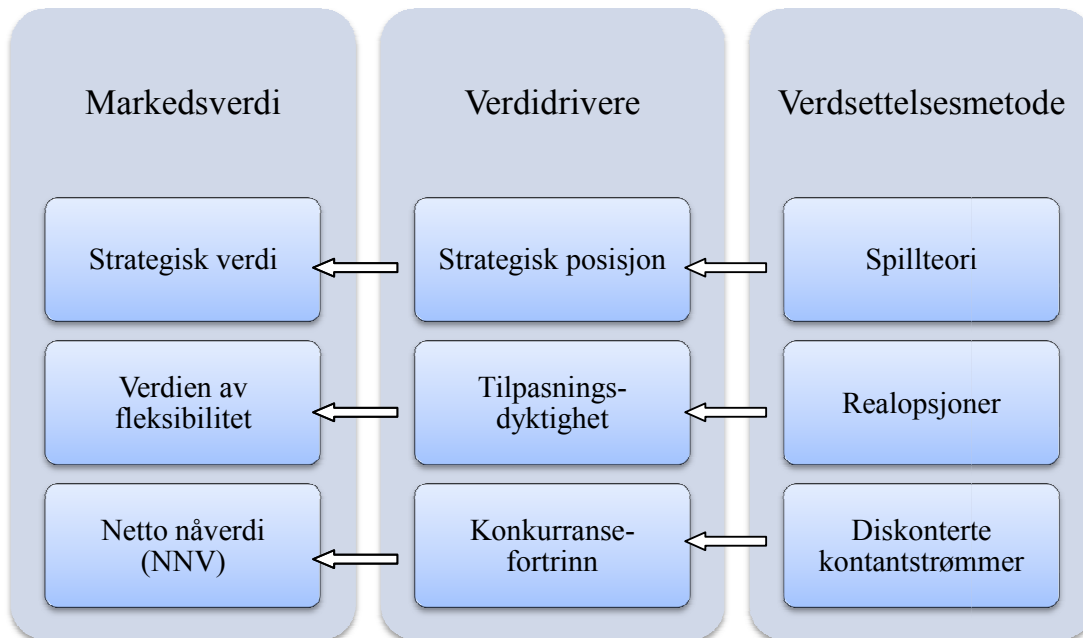 Markedsverdi
Verdidrivere
Verdsettelsesmetode
Strategisk verdi
Strategisk posisjon
Spillteori
Verdien av
fleksibilitet
Tilpasnings-
dyktighet
Realopsjoner
Netto nåverdi
(NNV)
Konkurranse-
fortrinn
Diskonterte
kontantstrømmer